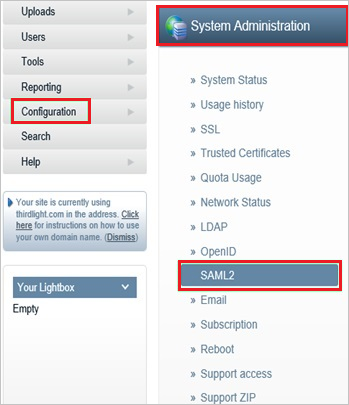 Uploads
Users
Tools
Reporting
Configuration
Search
Help
Your site is currently using
thirdlight.com in the address. Click
here for instructions on how to use
your own domain name. (Dismiss)
Your Lightbox
Empty
System Administration
» System Status
» Usage history
» SSL
» Trusted Certificates
» Quota Usage
» Network Status
» LDAP
» OpenID
SAML2
» Email
» Subscription
» Reboot
» Support access
» Support ZIP